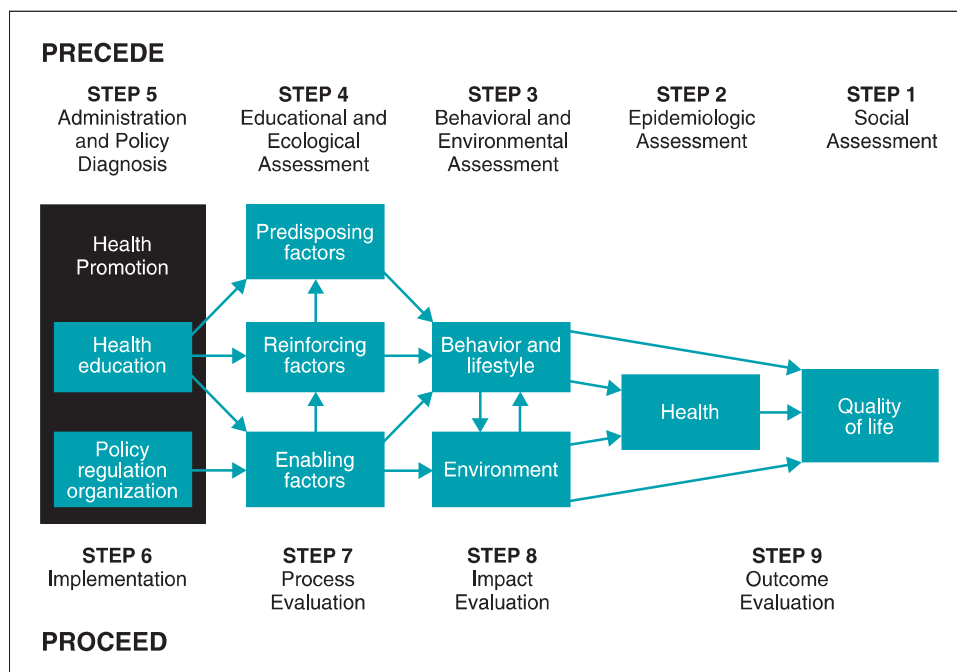 PRECEDE
STEP 5
Administration
and Policy
Diagnosis
STEP 4
Educational and
Ecological
Assessment
STEP 3
Behavioral and
Environmental
Assessment
STEP 2
Epidemiologic
Assessment
STEP 1
Social
Assessment
Health
Promotion
Health
education
Policy
regulation
organization
Predisposing
factors
Reinforcing
factors
Enabling
factors
Behavior and
lifestyle
Environment
Health
Quality
of life
STEP 6
Implementation
STEP 7
Process
Evaluation
STEP 8
Impact
Evaluation
STEP 9
Outcome
Evaluation
PROCEED